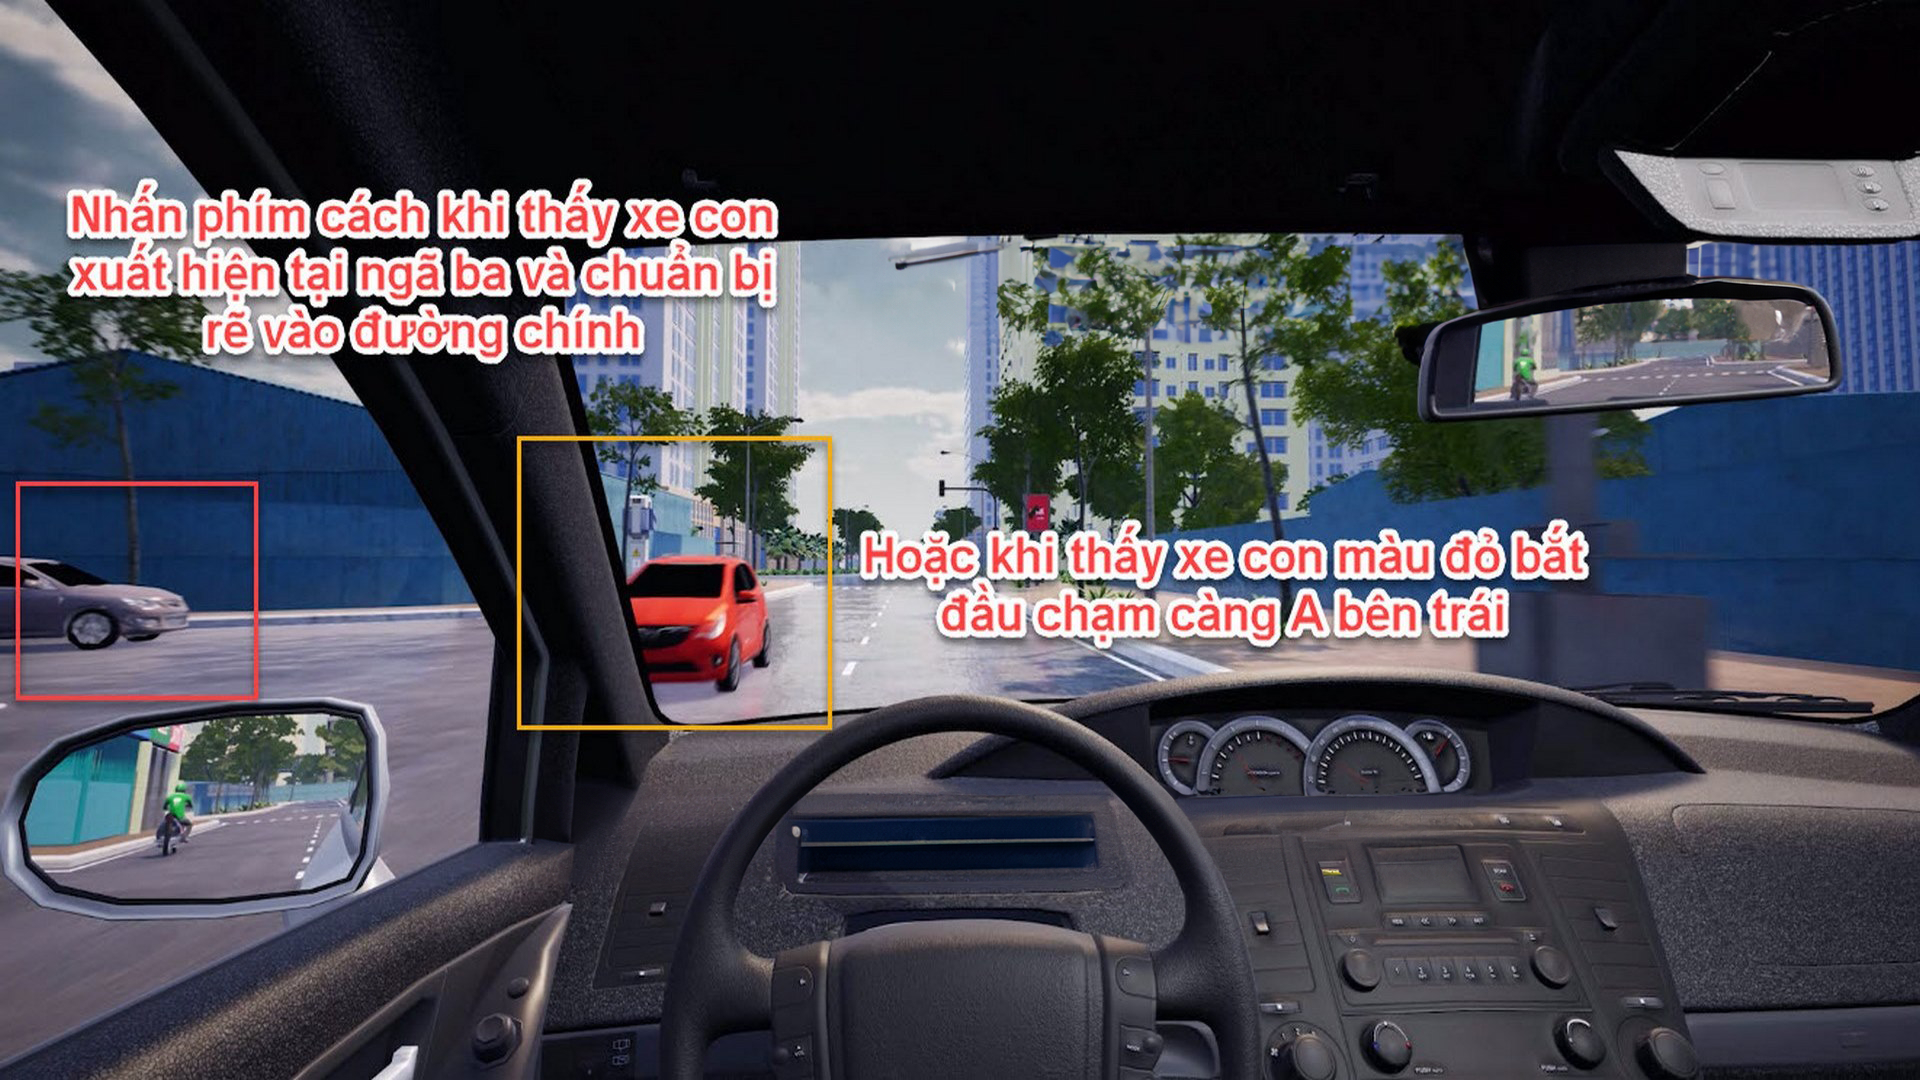 Nhấn phím cách khi thấy xe con
xuất hiện tại ngã ba và chuẩn bị
rẽ vào đường chính
Hoặc khi thấy xe con màu đỏ bắt
đầu chạm càng A bên trái